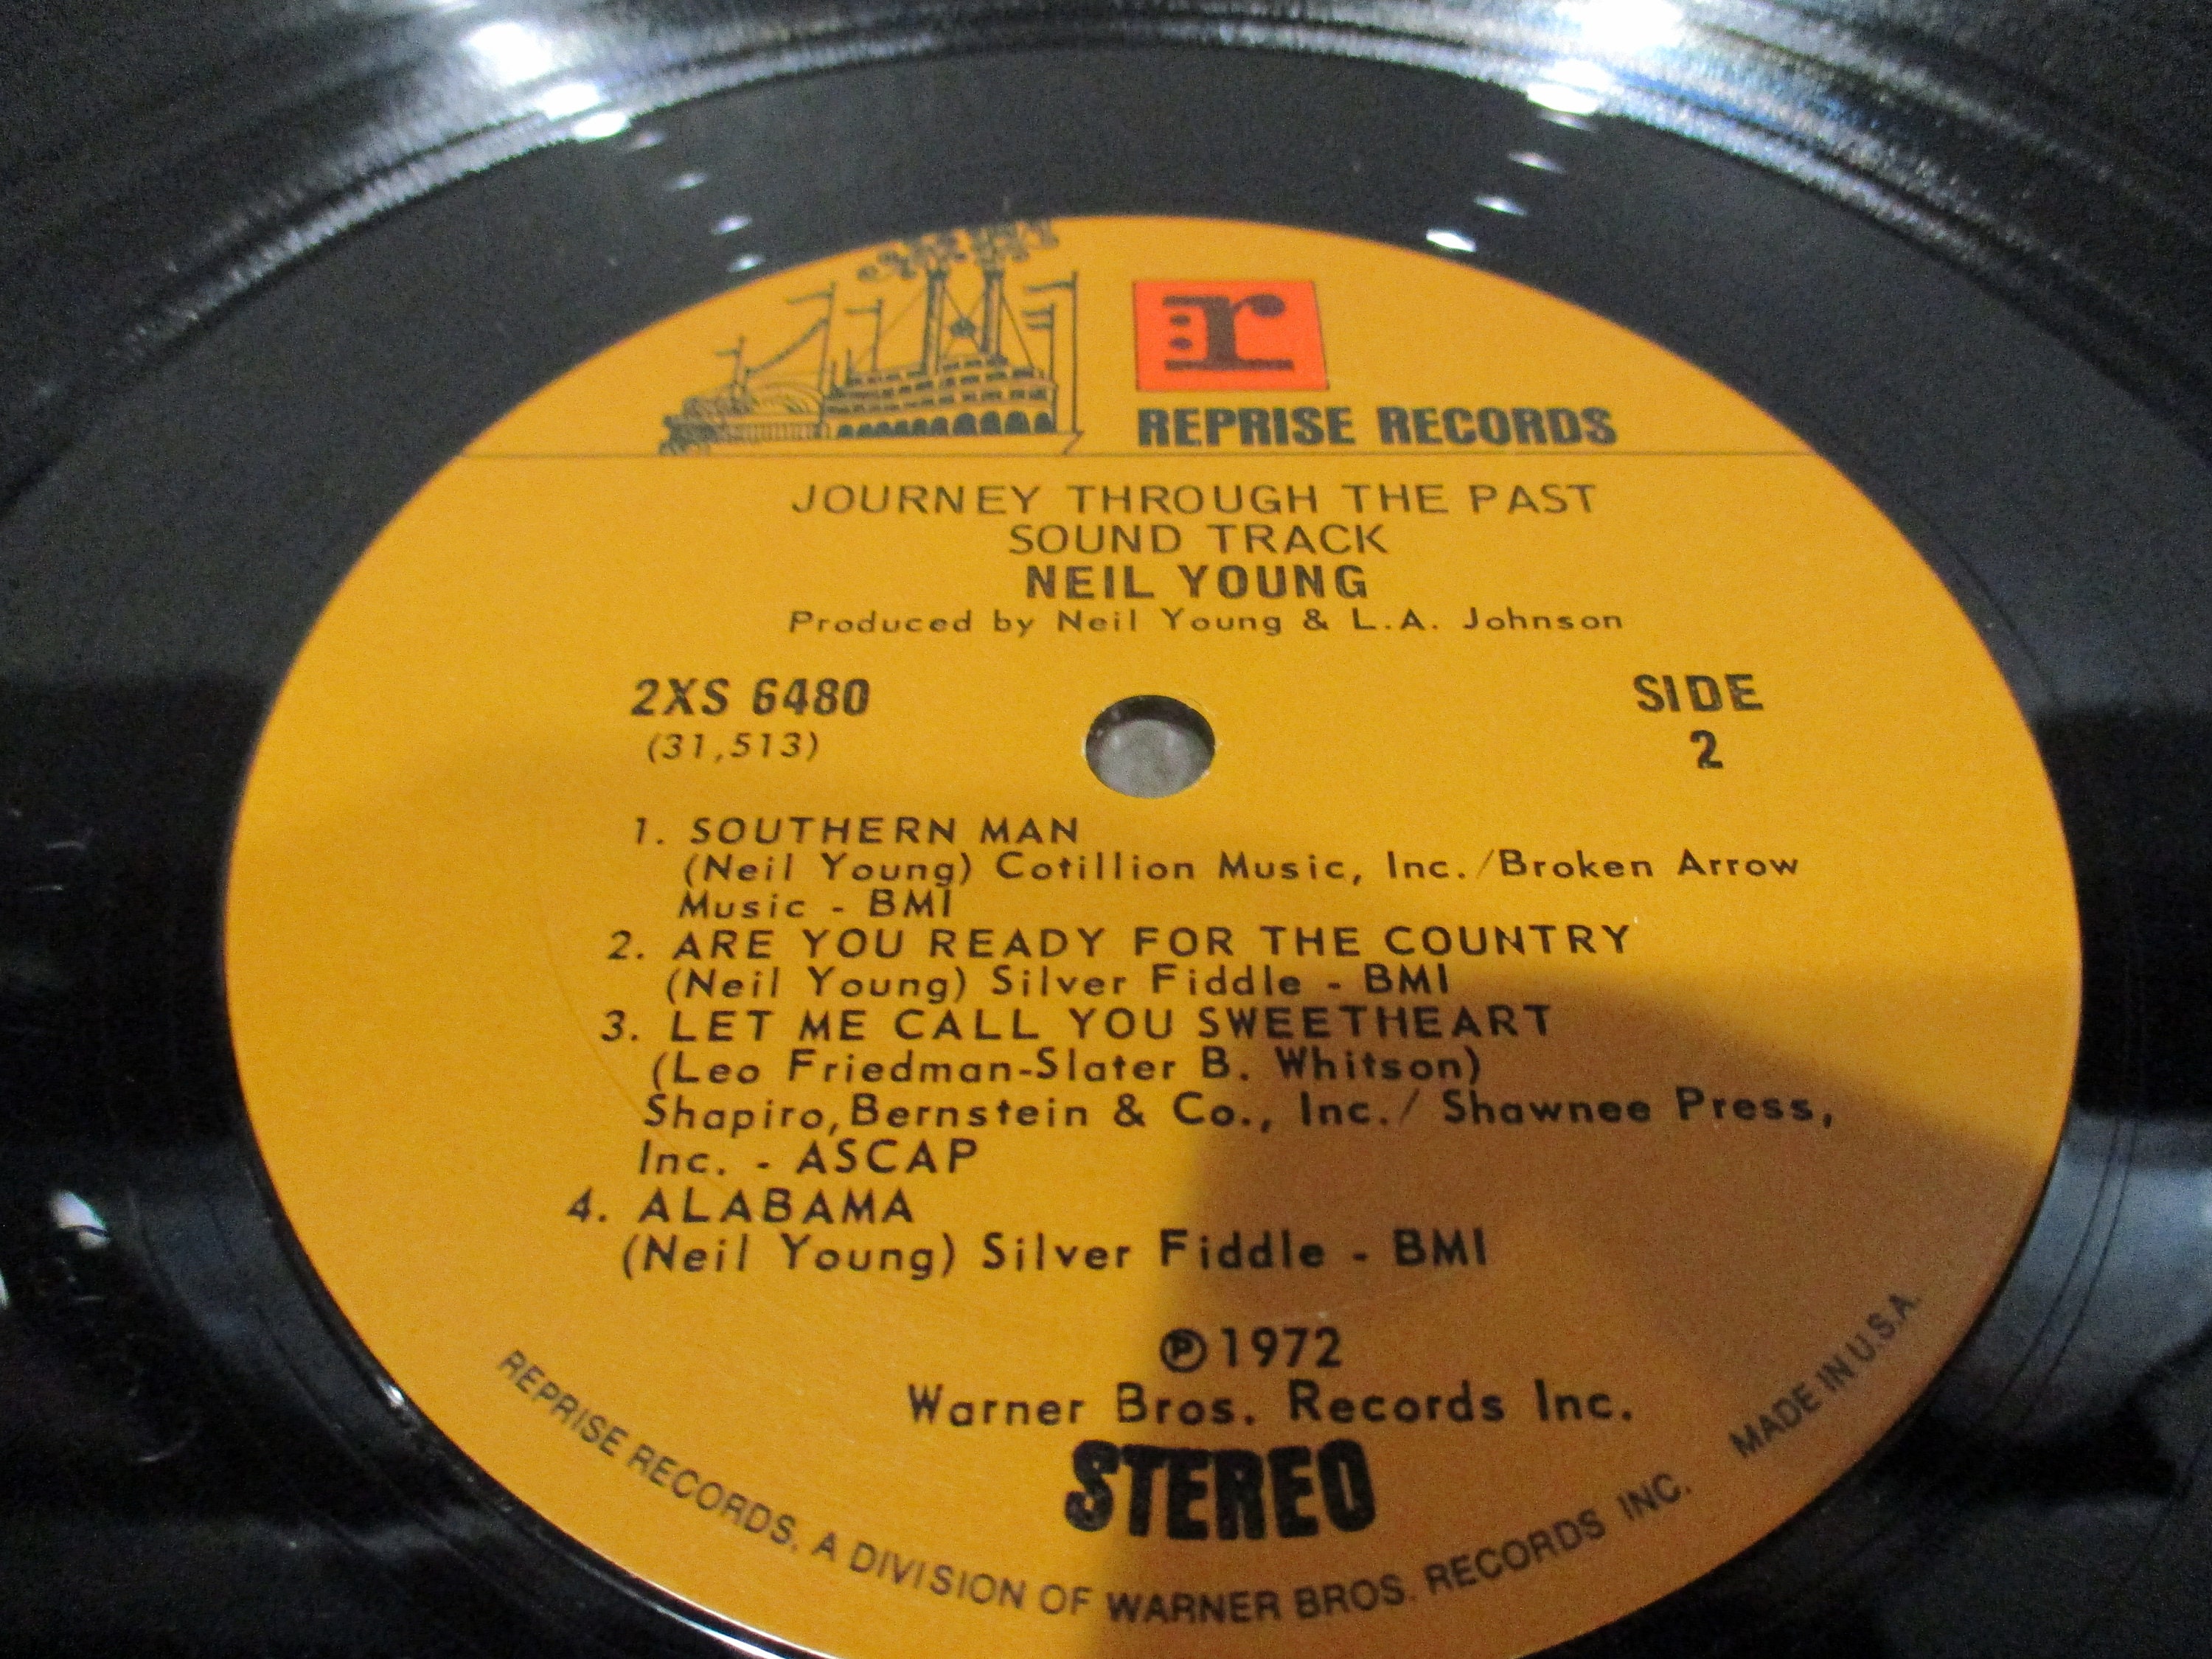 r
REPRISE RECORDS
JOURNEY THROUGH THE PAST
SOUND TRACK
NEIL YOUNG
Produced by Neil Young & L.A. Johnson
2XS 6480
(31,513)
SIDE
2
1. SOUTHERN MAN
(Neil Young) Cotillion Music, Inc./Broken Arrow
Music - BMI
2. ARE YOU READY FOR THE COUNTRY
(Neil Young) Silver Fiddle - BMI
3. LET ME CALL YOU SWEETHEART
(Leo Friedman-Slater B. Whitson)
Shapiro, Bernstein & Co., Inc./ Shawnee Press,
Inc. - ASCAP
4. ALABAMA
(Neil Young) Silver Fiddle - BMI
℗1972
Warner Bros. Records Inc.
STEREO
REPRISE RECORDS, A DIVISION OF WARNER BROS. RECORDS INC. MADE IN U.S.A.